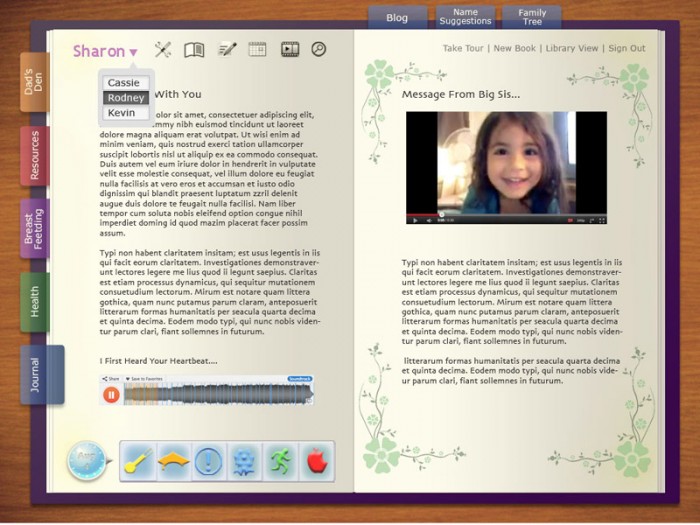 Blog
Name
Suggestions
Family
Tree
Sharon
Take Tour | New Book | Library View | Sign Out
Cassie
Rodney
Kevin
Dad's
Den
Resources
Breast
Feetding
Health
Journal
With You
olor sit amet, consectetuer adipiscing elit,
mmy nibh euismod tincidunt ut laoreet
dolore magna aliquam erat volutpat. Ut wisi enim ad
minim veniam, quis nostrud exerci tation ullamcorper
suscipit lobortis nisl ut aliquip ex ea commodo consequat.
Duis autem vel eum iriure dolor in hendrerit in vulputate
velit esse molestie consequat, vel illum dolore eu feugiat
nulla facilisis at vero eros et accumsan et iusto odio
dignissim qui blandit praesent luptatum zzril delenit
augue duis dolore te feugait nulla facilisi. Nam liber
tempor cum soluta nobis eleifend option congue nihil
imperdiet doming id quod mazim placerat facer possim
assum.
Typi non habent claritatem insitam; est usus legentis in iis
qui facit eorum claritatem. Investigationes demonstraver-
unt lectores legere me lius quod ii legunt saepius. Claritas
est etiam processus dynamicus, qui sequitur mutationem
consuetudium lectorum. Mirum est notare quam littera
gothica, quam nunc putamus parum claram, anteposuerit
litterarum formas humanitatis per seacula quarta decima
et quinta decima. Eodem modo typi, qui nunc nobis viden-
tur parum clari, fiant sollemnes in futurum.
I First Heard Your Heartbeat....
Share
Save to Favorites
Message From Big Sis...
Typi non habent claritatem insitam; est usus legentis in iis
qui facit eorum claritatem. Investigationes demonstraver-
unt lectores legere me lius quod ii legunt saepius. Claritas
est etiam processus dynamicus, qui sequitur mutationem
consuetudium lectorum. Mirum est notare quam littera
gothica, quam nunc putamus parum claram, anteposuerit
litterarum formas humanitatis per seacula quarta decima
et quinta decima. Eodem modo typi, qui nunc nobis viden-
tur parum clari, fiant sollemnes in futurum.
litterarum formas humanitatis per seacula quarta decima
et quinta decima. Eodem modo typi, qui nunc nobis vide-
ur parum clari, fiant sollemnes in futurum.